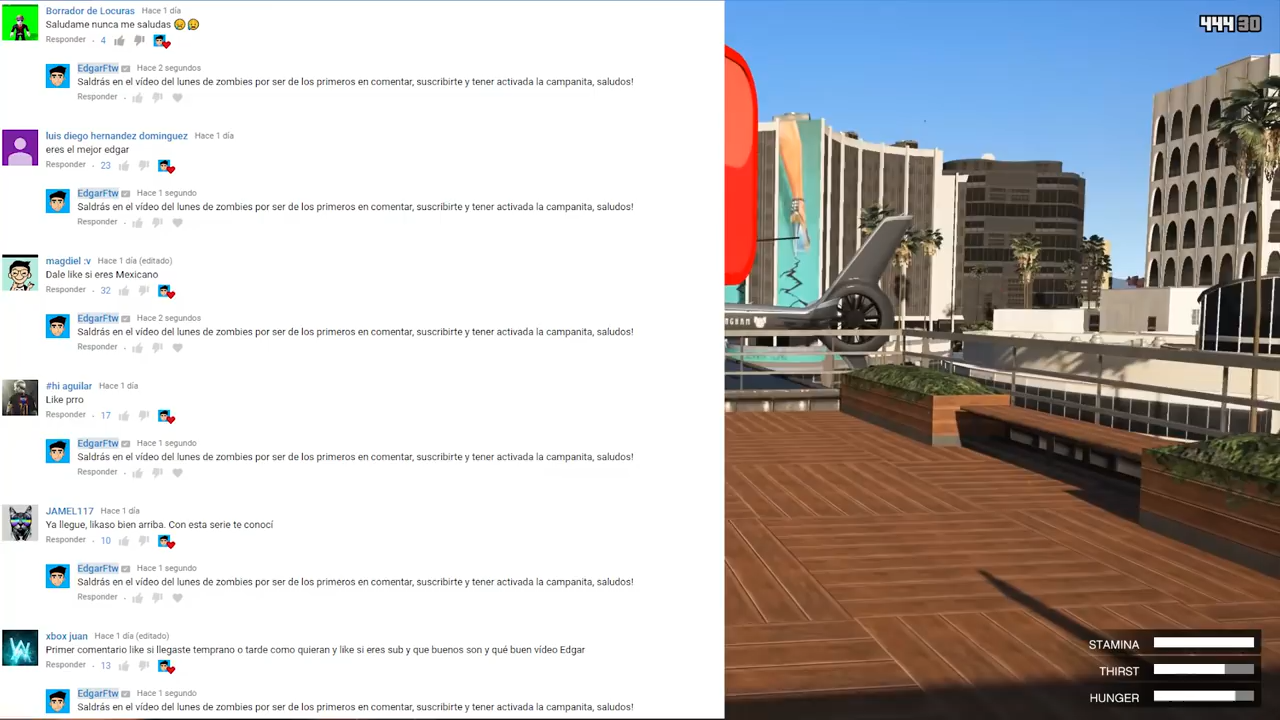 Borrador de Locuras Hace 1 día
Saludame nunca me saludas
Responder · 4
EdgarFtw Hace 2 segundos
Saldrás en el vídeo del lunes de zombies por ser de los primeros en comentar, suscribirte y tener activada la campanita, saludos!
Responder ·
luis diego hernandez dominguez Hace 1 día
eres el mejor edgar
Responder · 23
EdgarFtw Hace 1 segundo
Saldrás en el vídeo del lunes de zombies por ser de los primeros en comentar, suscribirte y tener activada la campanita, saludos!
Responder ·
magdiel :v Hace 1 día (editado)
Dale like si eres Mexicano
Responder · 32
EdgarFtw Hace 2 segundos
Saldrás en el vídeo del lunes de zombies por ser de los primeros en comentar, suscribirte y tener activada la campanita, saludos!
Responder ·
#hi aguilar Hace 1 día
Like prro
Responder · 17
EdgarFtw Hace 1 segundo
Saldrás en el vídeo del lunes de zombies por ser de los primeros en comentar, suscribirte y tener activada la campanita, saludos!
Responder ·
JAMEL117 Hace 1 día
Ya llegue, likaso bien arriba. Con esta serie te conocí
Responder · 10
EdgarFtw Hace 1 segundo
Saldrás en el vídeo del lunes de zombies por ser de los primeros en comentar, suscribirte y tener activada la campanita, saludos!
Responder ·
xbox juan Hace 1 día (editado)
Primer comentario like si llegaste temprano o tarde como quieran y like si eres sub y que buenos son y qué buen vídeo Edgar
Responder · 13
EdgarFtw Hace 1 segundo
Saldrás en el vídeo del lunes de zombies por ser de los primeros en comentar, suscribirte y tener activada la campanita, saludos!
444 30
STAMINA
THIRST
HUNGER